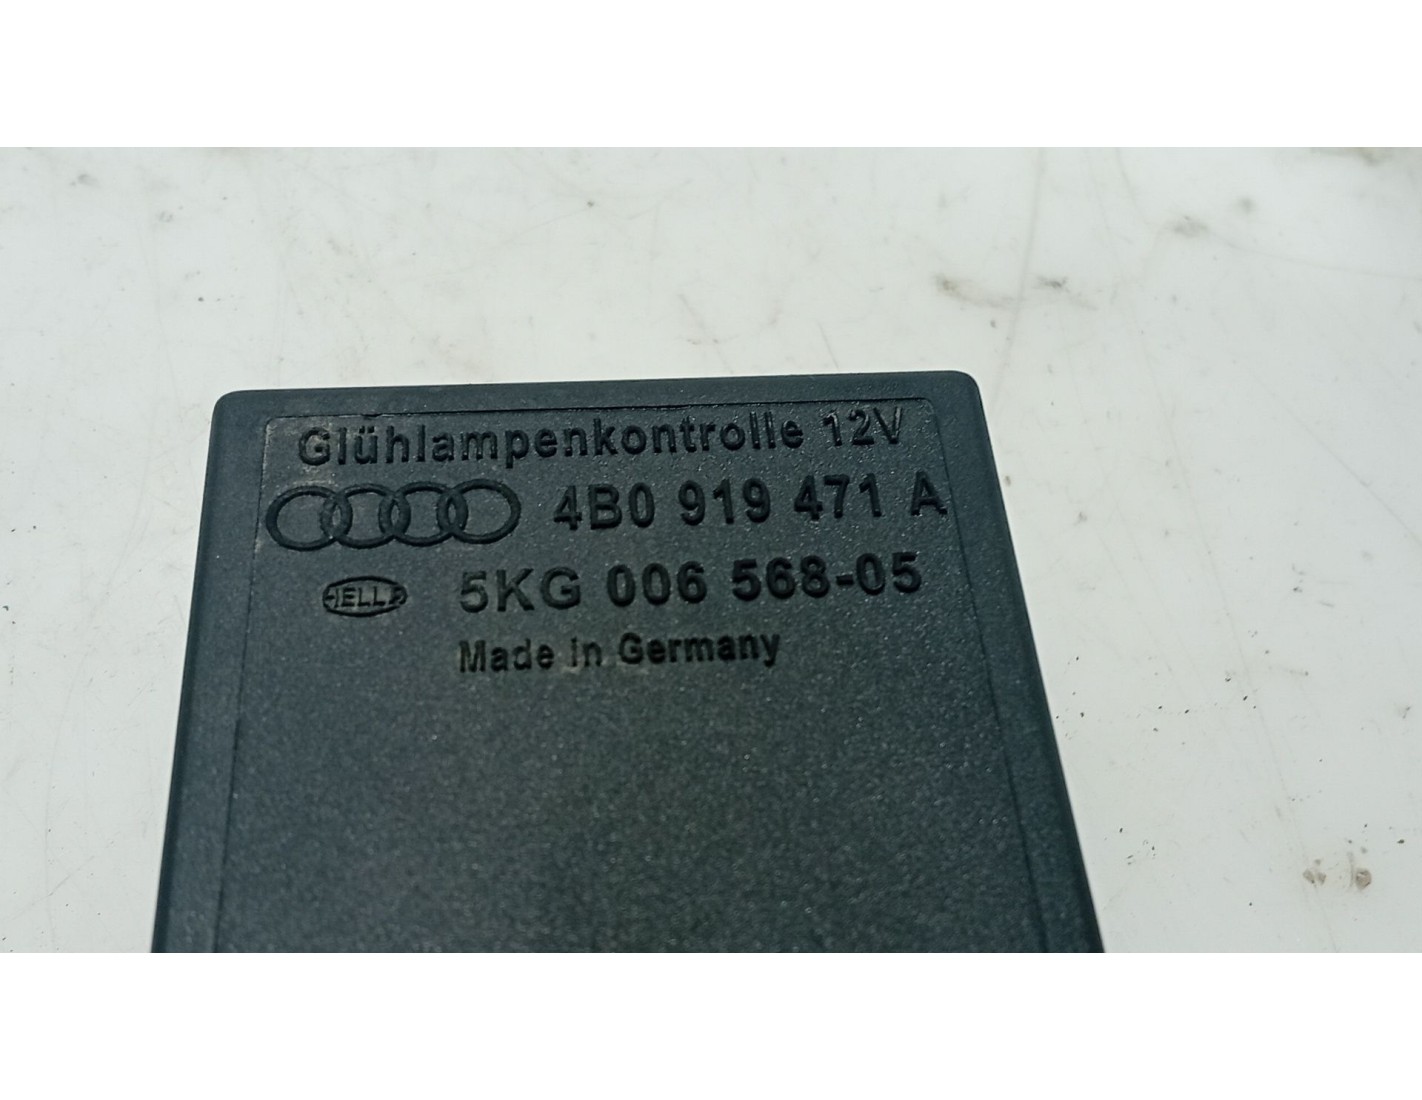 Glühlampenkontrolle 12V
4B0 919 471 A
HELLA 5KG 006 568-05
Made in Germany